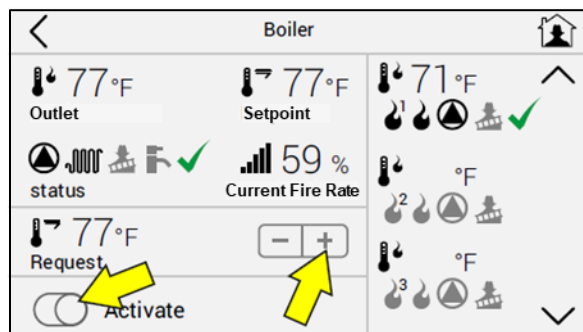 Boiler
77°F
Outlet
77°F
Setpoint
status
59 %
Current Fire Rate
77°F
Request
− +
Activate
71°F
1
°F
2
°F
3